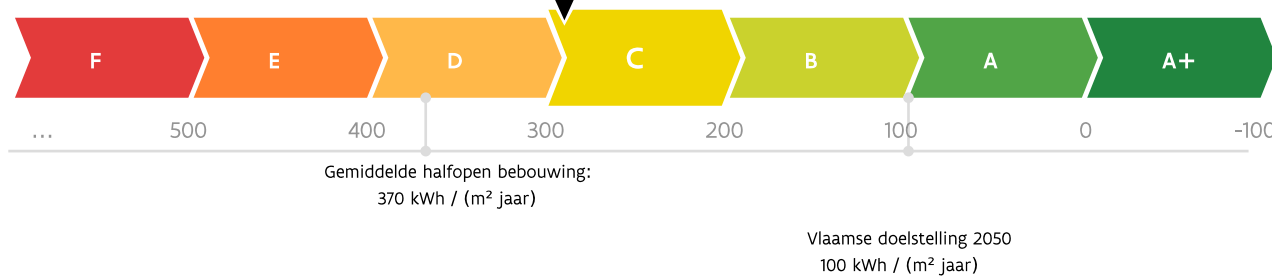 F E D C B A A+
... 500 400 300 200 100 0 -100
Gemiddelde halfopen bebouwing:
370 kWh / (m² jaar)
Vlaamse doelstelling 2050
100 kWh / (m² jaar)